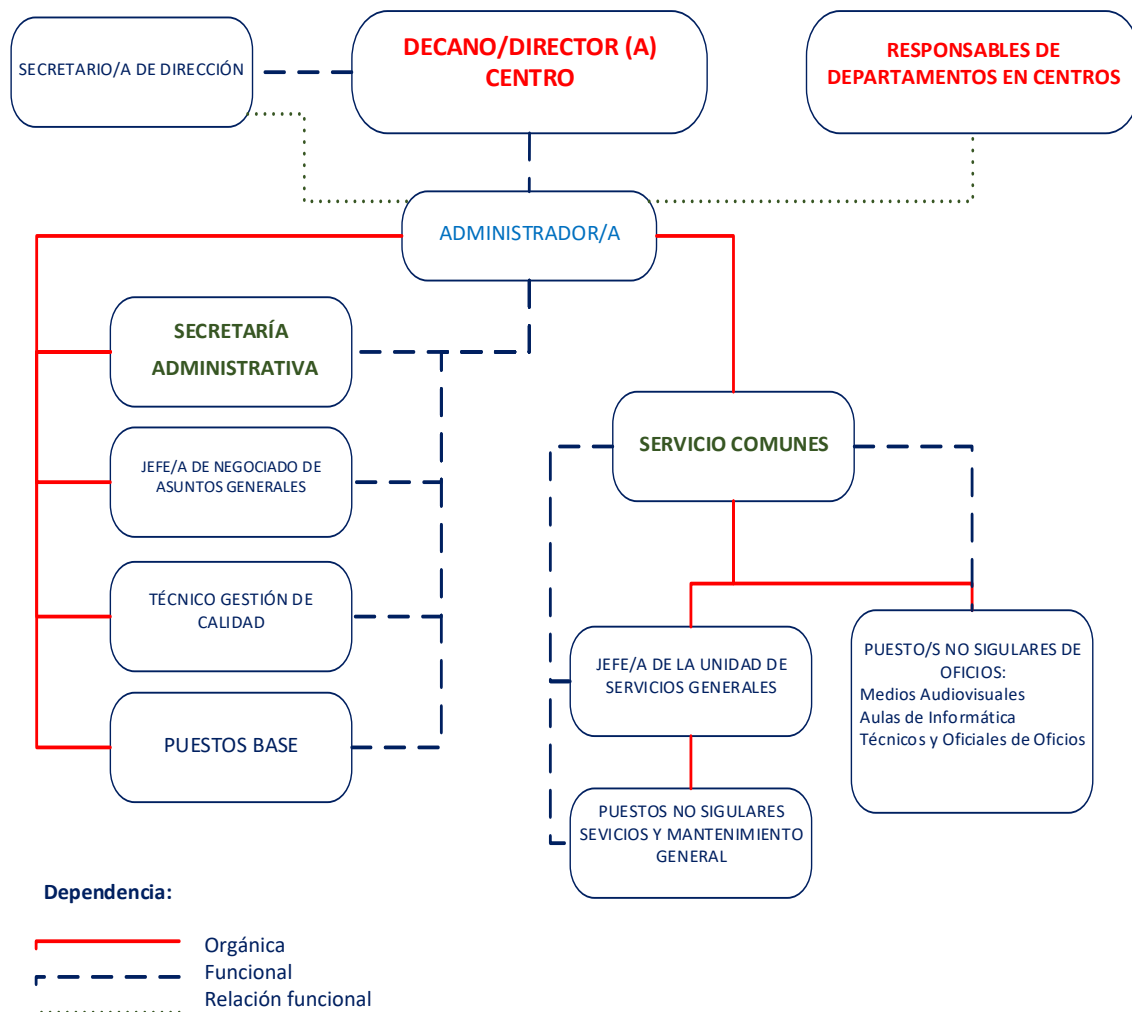 SECRETARIO/A DE DIRECCIÓN
DECANO/DIRECTOR (A)
CENTRO
RESPONSABLES DE
DEPARTAMENTOS EN CENTROS
ADMINISTRADOR/A
SECRETARÍA
ADMINISTRATIVA
JEFE/A DE NEGOCIADO DE
ASUNTOS GENERALES
TÉCNICO GESTIÓN DE
CALIDAD
PUESTOS BASE
SERVICIO COMUNES
JEFE/A DE LA UNIDAD DE
SERVICIOS GENERALES
PUESTO/S NO SIGULARES DE
OFICIOS:
Medios Audiovisuales
Aulas de Informática
Técnicos y Oficiales de Oficios
PUESTOS NO SIGULARES
SEVICIOS Y MANTENIMIENTO
GENERAL
Dependencia:
Orgánica
Funcional
Relación funcional